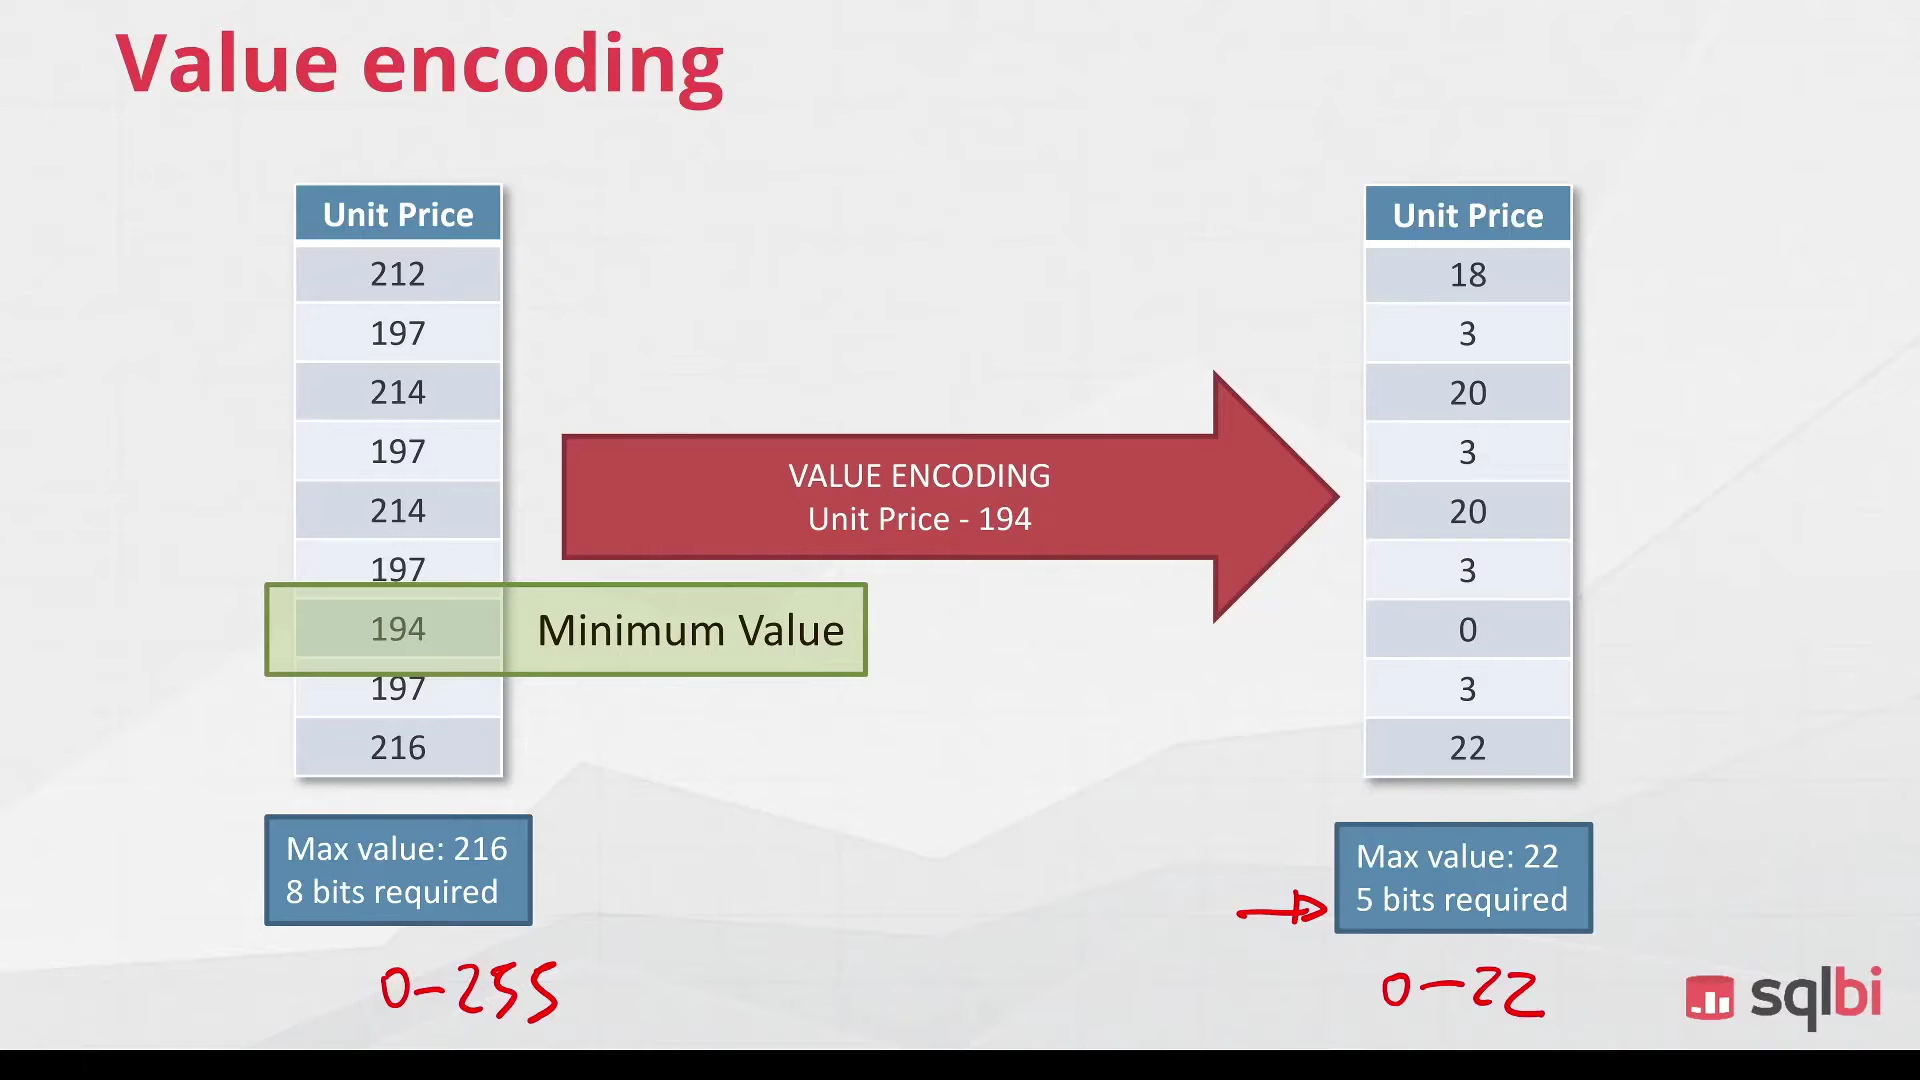 Value encoding
Unit Price
212
197
214
197
214
197
194
197
216
Minimum Value
VALUE ENCODING
Unit Price - 194
Unit Price
18
3
20
3
20
3
0
3
22
Max value: 216
8 bits required
Max value: 22
5 bits required
0-255
0-22
sqlbi